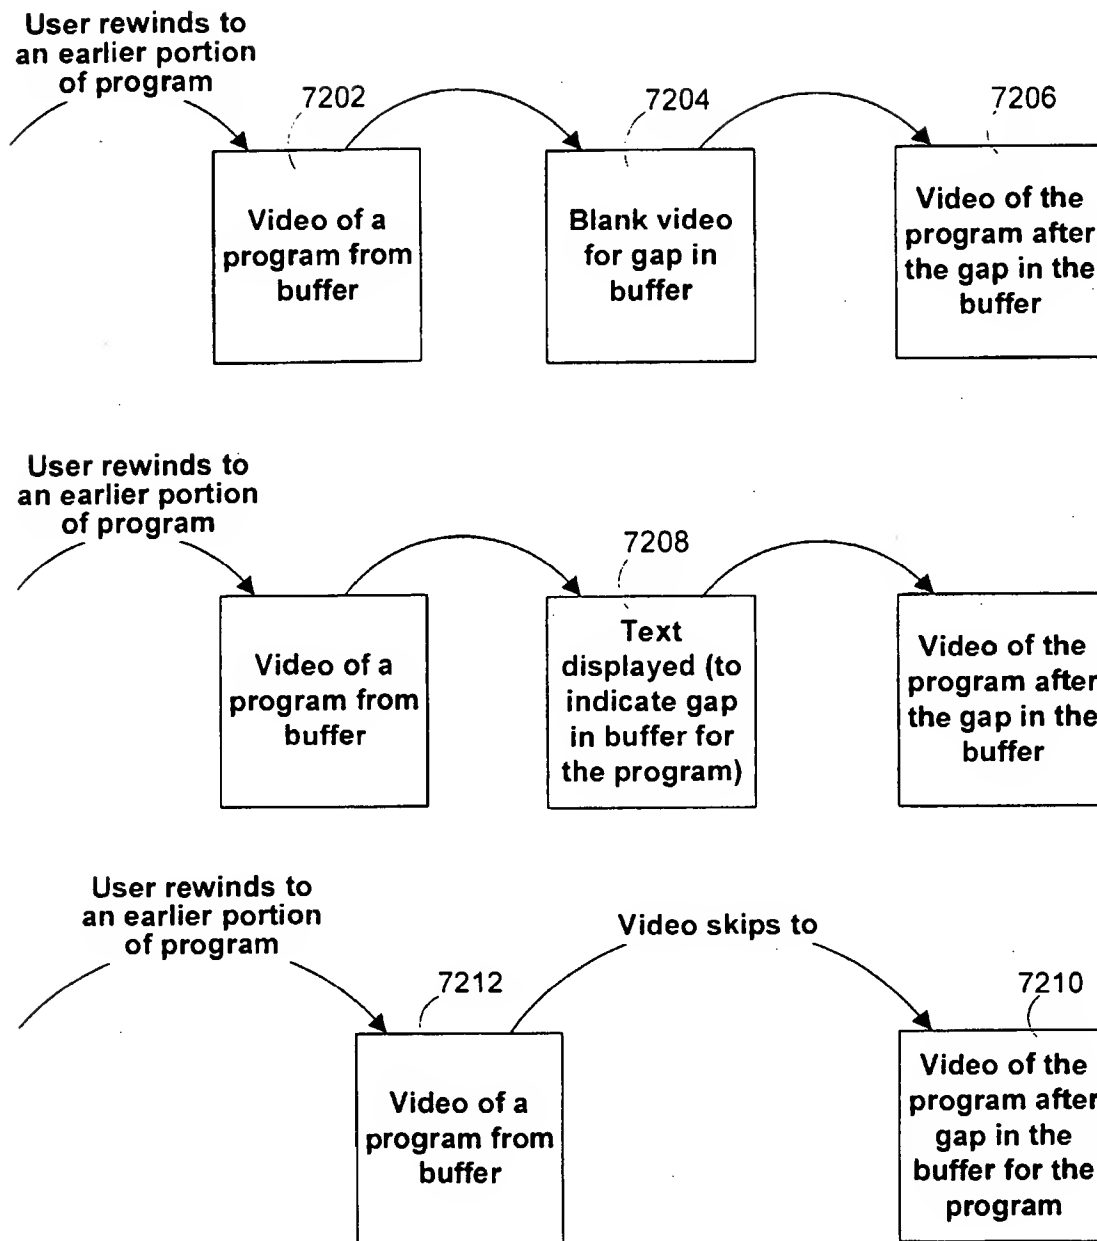 User rewinds to
an earlier portion
of program
7202
7204
7206
Video of a
program from
buffer
Blank video
for gap in
buffer
Video of the
program after
the gap in the
buffer
User rewinds to
an earlier portion
of program
7208
Video of a
program from
buffer
Text
displayed (to
indicate gap
in buffer for
the program)
Video of the
program after
the gap in the
buffer
User rewinds to
an earlier portion
of program
Video skips to
7212
7210
Video of a
program from
buffer
Video of the
program after
gap in the
buffer for the
program